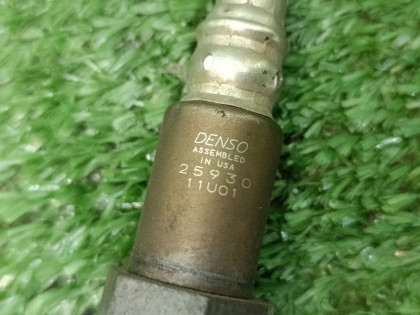 DENSO
ASSEMBLED
IN USA
25930
11U01